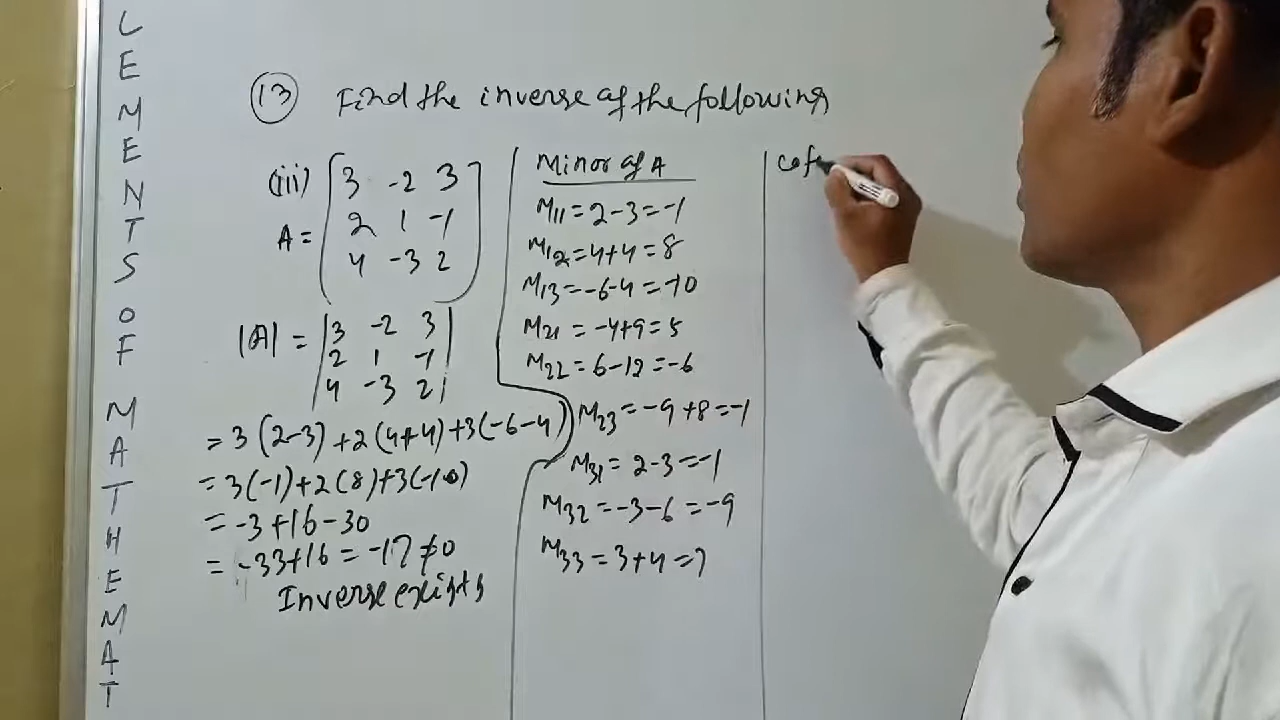 LEMENTS OF MATHEMAT
(13) Find the inverse of the following
(iii) A = [3 -2 3
2 1 -1
4 -3 2]
|A| = |3 -2 3
2 1 -1
4 -3 2|
= 3(2-3)+2(4+4)+3(-6-4)
= 3(-1)+2(8)+3(-10)
= -3+16-30
= -33+16 = -17≠0
Inverse exists
Minor of A
M11 = 2-3 = -1
M12 = 4+4 = 8
M13 = -6-4 = -10
M21 = -4+9 = 5
M22 = 6-12 = -6
M23 = -9+8 = -1
M31 = 2-3 = -1
M32 = -3-6 = -9
M33 = 3+4 = 7
Cof